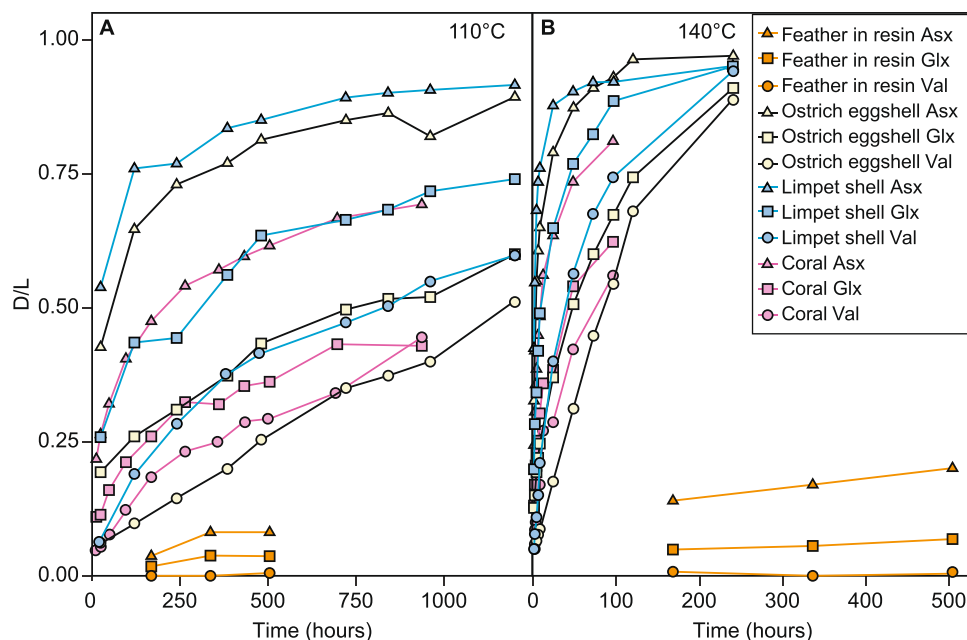 A
110°C
B
140°C
1.00
0.75
0.50
0.25
0.00
D/L
0
250
500
750
1000
Time (hours)
0
100
200
300
400
500
Time (hours)
Feather in resin Asx
Feather in resin Glx
Feather in resin Val
Ostrich eggshell Asx
Ostrich eggshell Glx
Ostrich eggshell Val
Limpet shell Asx
Limpet shell Glx
Limpet shell Val
Coral Asx
Coral Glx
Coral Val